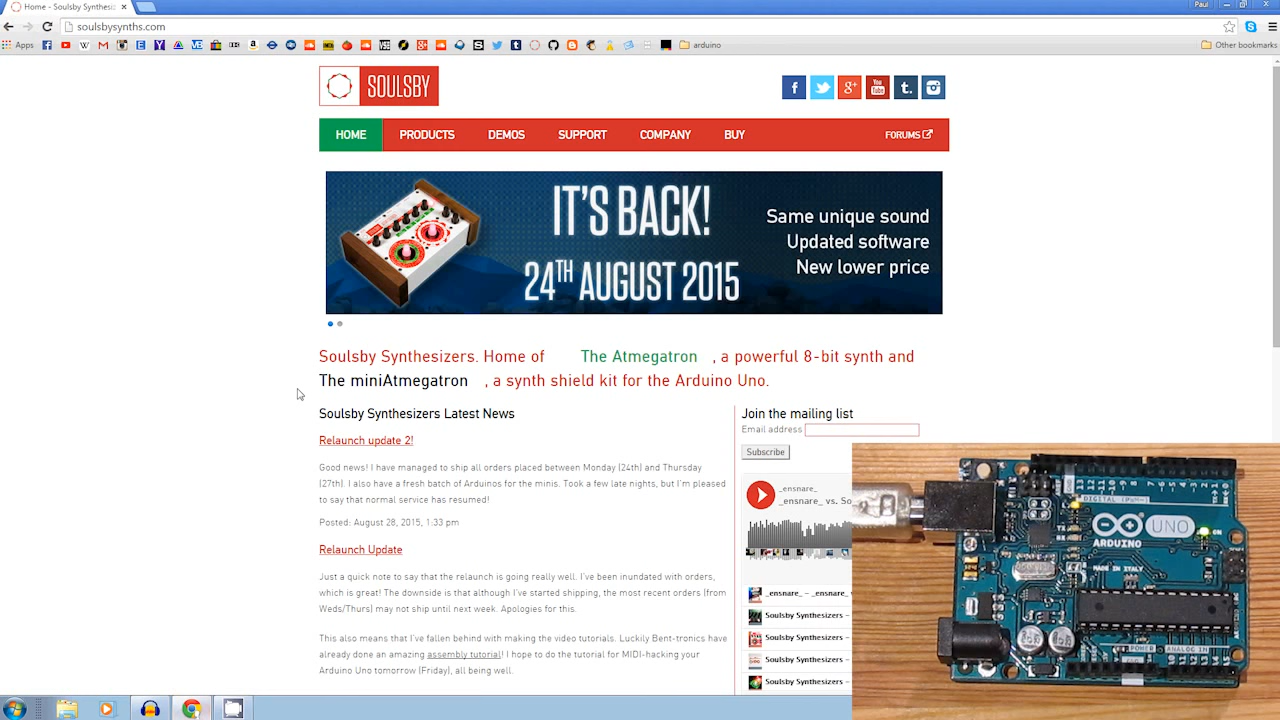 Home - Soulsby Synthesiz
Paul
soulsbysynths.com
Apps
arduino
Other bookmarks
SOULSBY
HOME
PRODUCTS
DEMOS
SUPPORT
COMPANY
BUY
FORUMS
IT'S BACK!
24TH AUGUST 2015
Same unique sound
Updated software
New lower price
Soulsby Synthesizers. Home of The Atmegatron , a powerful 8-bit synth and
The miniAtmegatron , a synth shield kit for the Arduino Uno.
Soulsby Synthesizers Latest News
Relaunch update 2!
Good news! I have managed to ship all orders placed between Monday (24th) and Thursday
(27th). I also have a fresh batch of Arduinos for the minis. Took a few late nights, but I'm pleased
to say that normal service has resumed!
Posted: August 28, 2015, 1:33 pm
Relaunch Update
Just a quick note to say that the relaunch is going really well. I've been inundated with orders,
which is great! The downside is that although I've started shipping, the most recent orders (from
Weds/Thurs) may not ship until next week. Apologies for this.
This also means that I've fallen behind with making the video tutorials. Luckily Bent-tronics have
already done an amazing assembly tutorial! I hope to do the tutorial for MIDI-hacking your
Arduino Uno tomorrow (Friday), all being well.
Join the mailing list
Email address
Subscribe
_ensnare_
_ensnare_ vs. So
_ensnare_ – _ensnare_ v
Soulsby Synthesizers –
Soulsby Synthesizers –
Soulsby Synthesizers –
Soulsby Synthesizers –
DIGITAL (PWM~)
UNO
ON
TX
RX
ARDUINO
MADE IN ITALY
POWER
ANALOG IN